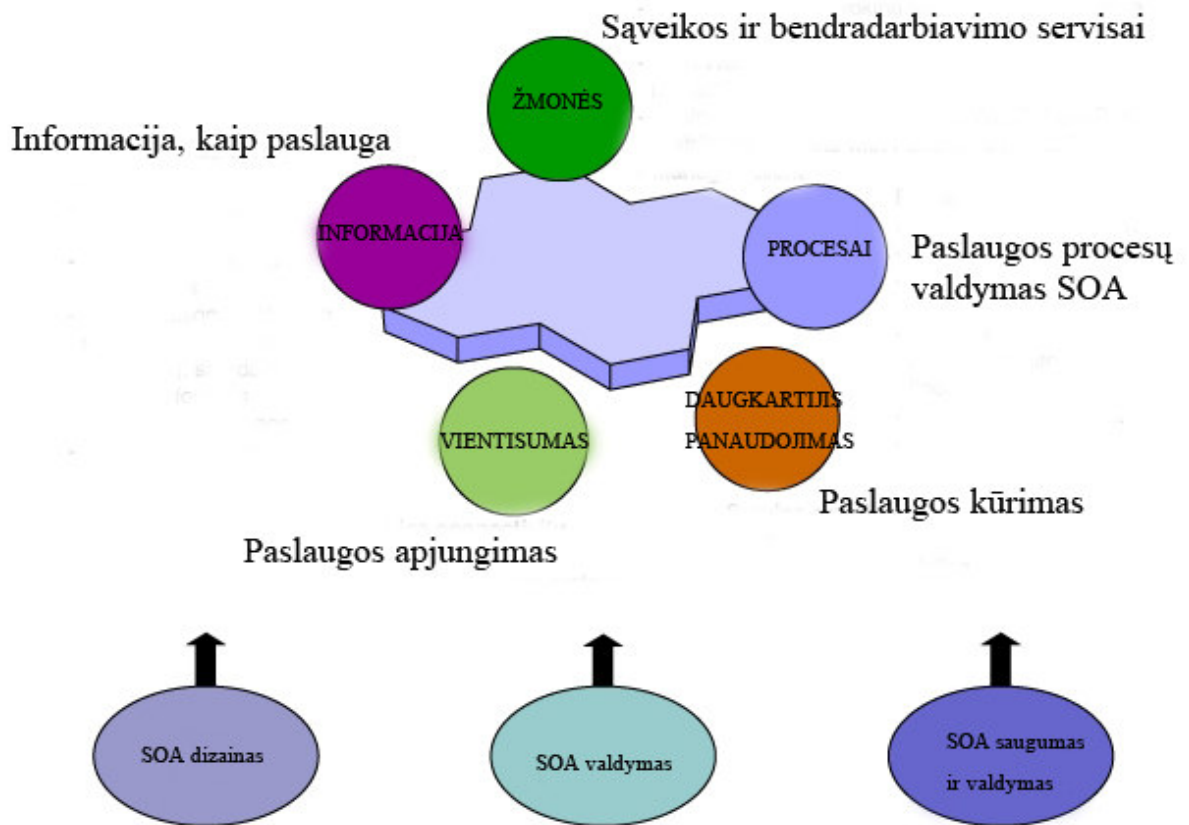 Sąveikos ir bendradarbiavimo servisai
ŽMONĖS
Informacija, kaip paslauga
INFORMACIJA
PROCESAI
Paslaugos procesų
valdymas SOA
DAUGKARTIJIS
PANAUDOJIMAS
VIENTISUMAS
Paslaugos kūrimas
Paslaugos apjungimas
SOA dizainas
SOA valdymas
SOA saugumas
ir valdymas